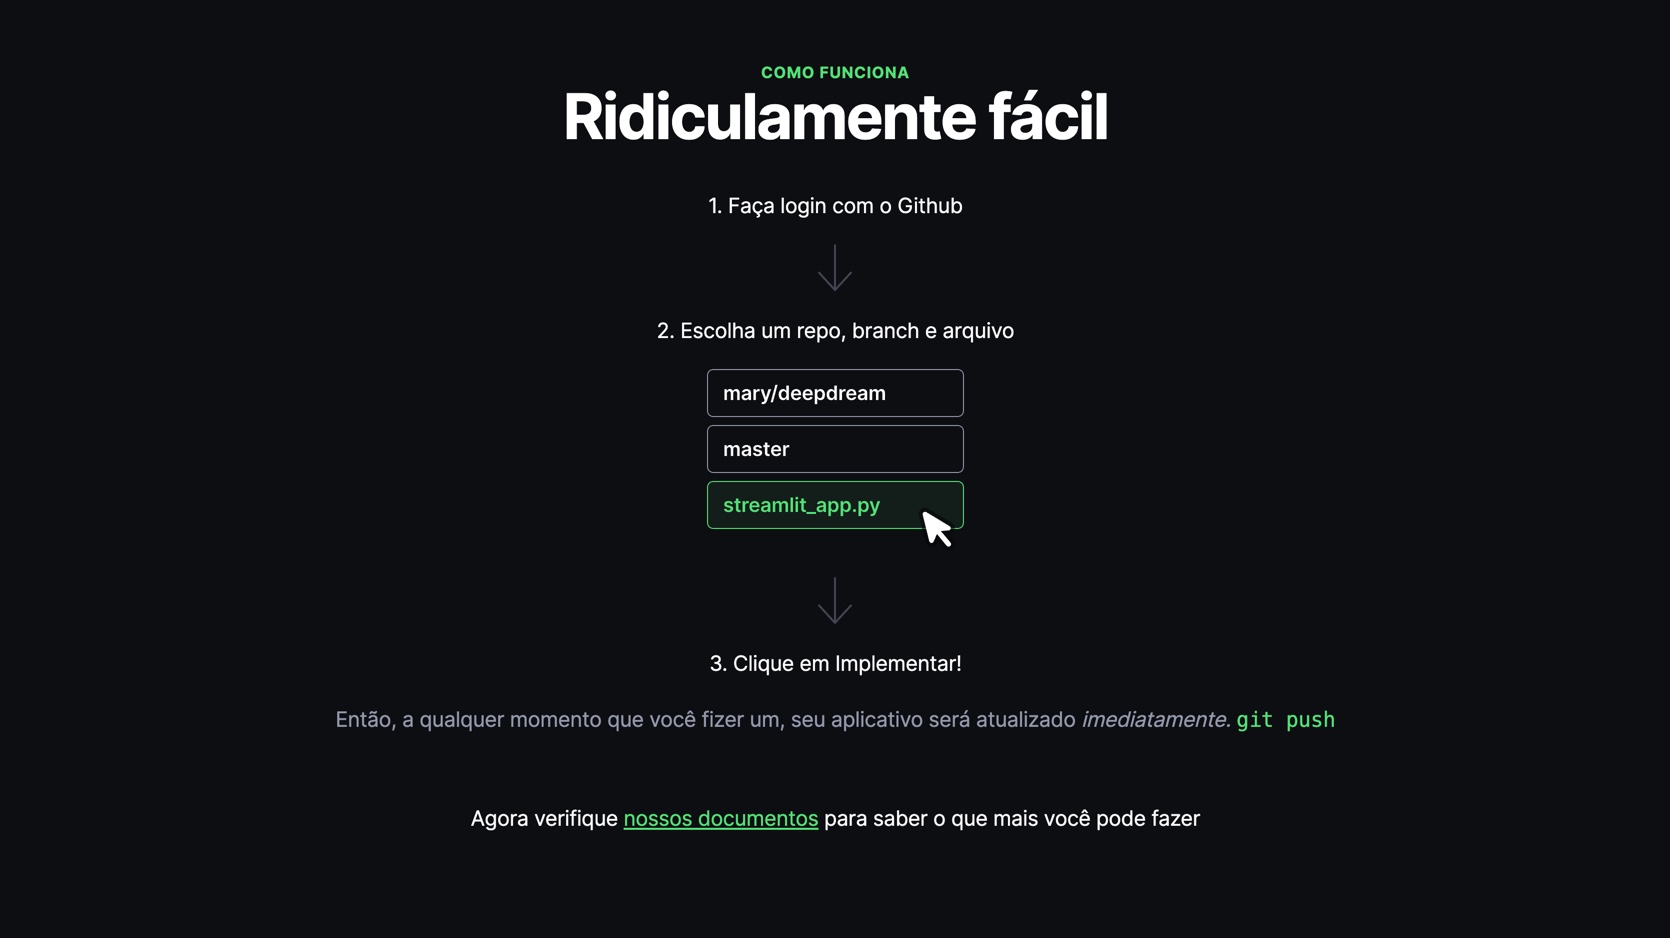 COMO FUNCIONA
Ridiculamente fácil
1. Faça login com o Github
2. Escolha um repo, branch e arquivo
mary/deepdream
master
streamlit_app.py
3. Clique em Implementar!
Então, a qualquer momento que você fizer um, seu aplicativo será atualizado imediatamente. git push
Agora verifique nossos documentos para saber o que mais você pode fazer